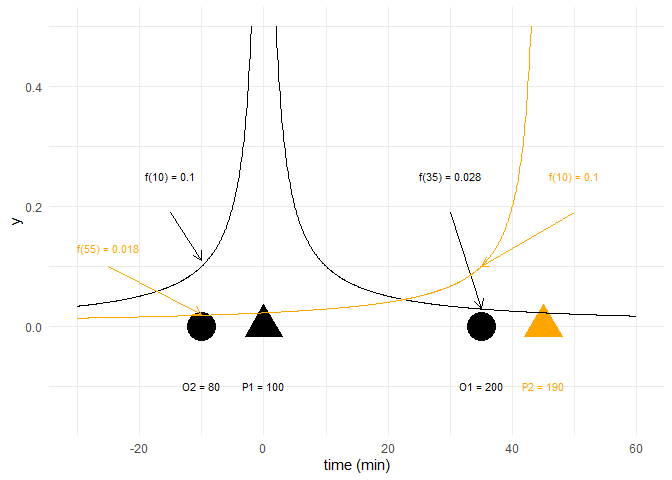 0.4
f(10) = 0.1
f(35) = 0.028
f(10) = 0.1
0.2
y
f(55) = 0.018
0.0
O2 = 80
P1 = 100
O1 = 200
P2 = 190
-20
0
20
40
60
time (min)